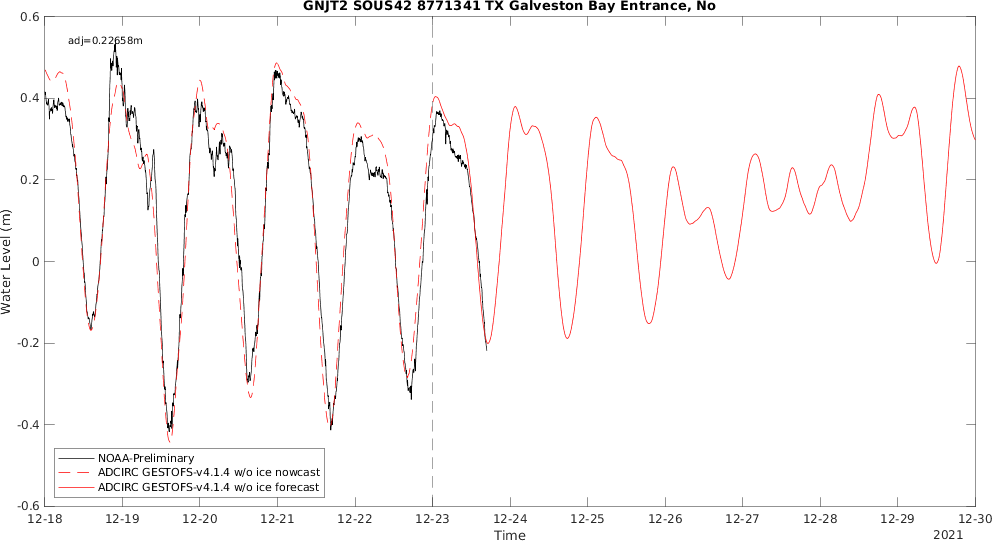 GNJT2 SOUS42 8771341 TX Galveston Bay Entrance, No
adj=0.22658m
0.6
0.4
0.2
0
-0.2
-0.4
-0.6
Water Level (m)
NOAA-Preliminary
ADCIRC GESTOFS-v4.1.4 w/o ice nowcast
ADCIRC GESTOFS-v4.1.4 w/o ice forecast
12-18 12-19 12-20 12-21 12-22 12-23 12-24 12-25 12-26 12-27 12-28 12-29 12-30
Time
2021